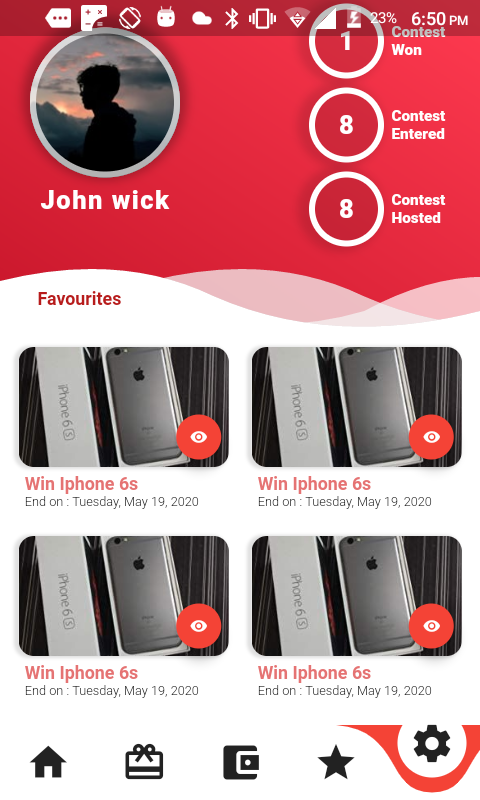 23% 6:50 PM
1
Contest
Won
8
Contest
Entered
John wick
8
Contest
Hosted
Favourites
iPhone 6s
iPhone 6s
Win Iphone 6s
Win Iphone 6s
End on : Tuesday, May 19, 2020
End on : Tuesday, May 19, 2020
iPhone 6s
iPhone 6s
Win Iphone 6s
Win Iphone 6s
End on : Tuesday, May 19, 2020
End on : Tuesday, May 19, 2020